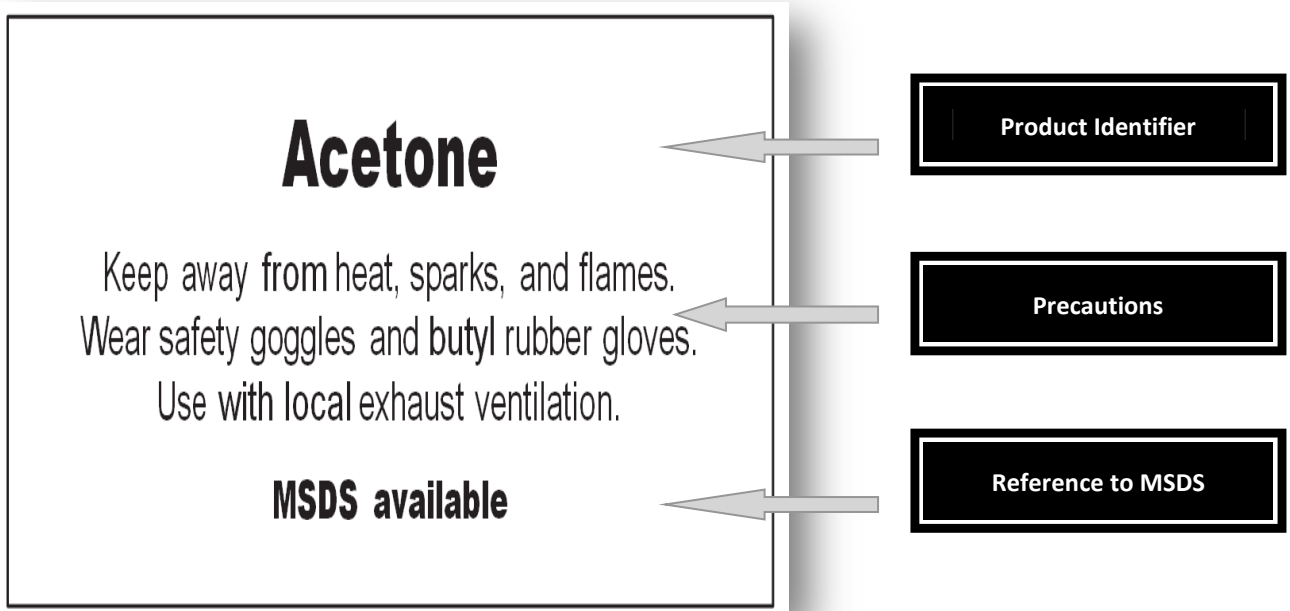 Acetone
Product Identifier
Keep away from heat, sparks, and flames.
Wear safety goggles and butyl rubber gloves.
Use with local exhaust ventilation.
Precautions
MSDS available
Reference to MSDS